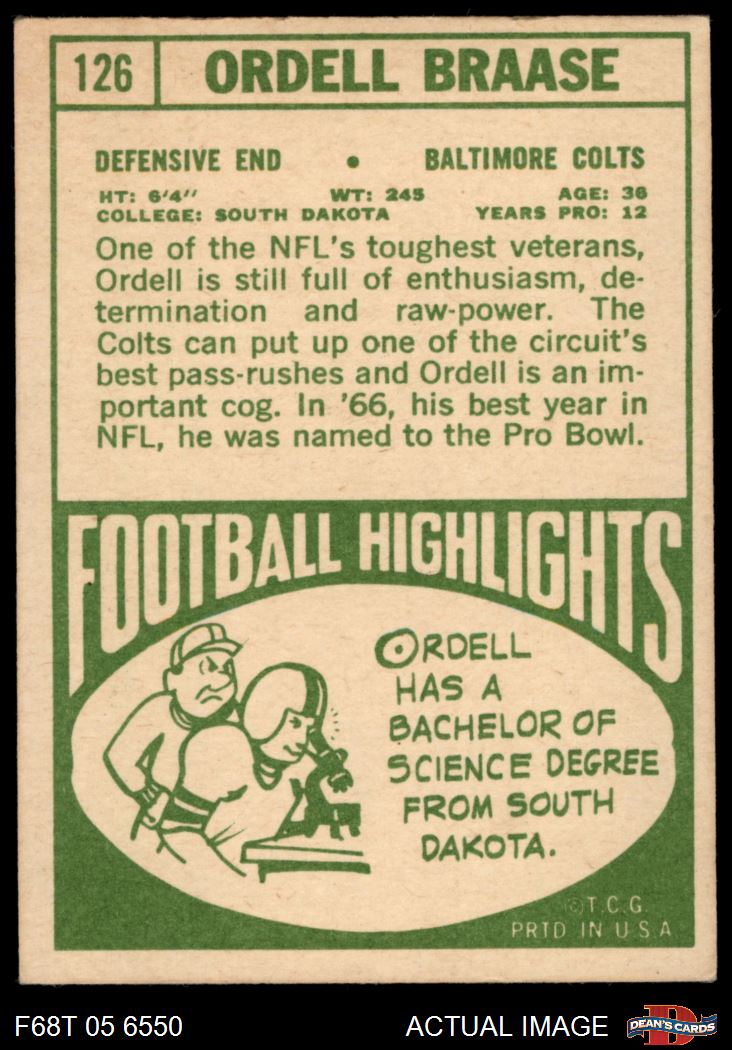 126 ORDELL BRAASE
DEFENSIVE END • BALTIMORE COLTS
HT: 6'4'' WT: 245 AGE: 36
COLLEGE: SOUTH DAKOTA YEARS PRO: 12
One of the NFL's toughest veterans,
Ordell is still full of enthusiasm, de-
termination and raw-power. The
Colts can put up one of the circuit's
best pass-rushes and Ordell is an im-
portant cog. In '66, his best year in
NFL, he was named to the Pro Bowl.
FOOTBALL HIGHLIGHTS
ORDELL
HAS A
BACHELOR OF
SCIENCE DEGREE
FROM SOUTH
DAKOTA.
©T.C.G.
PRTD IN U.S.A
F68T 05 6550 ACTUAL IMAGE D DEAN'S CARDS